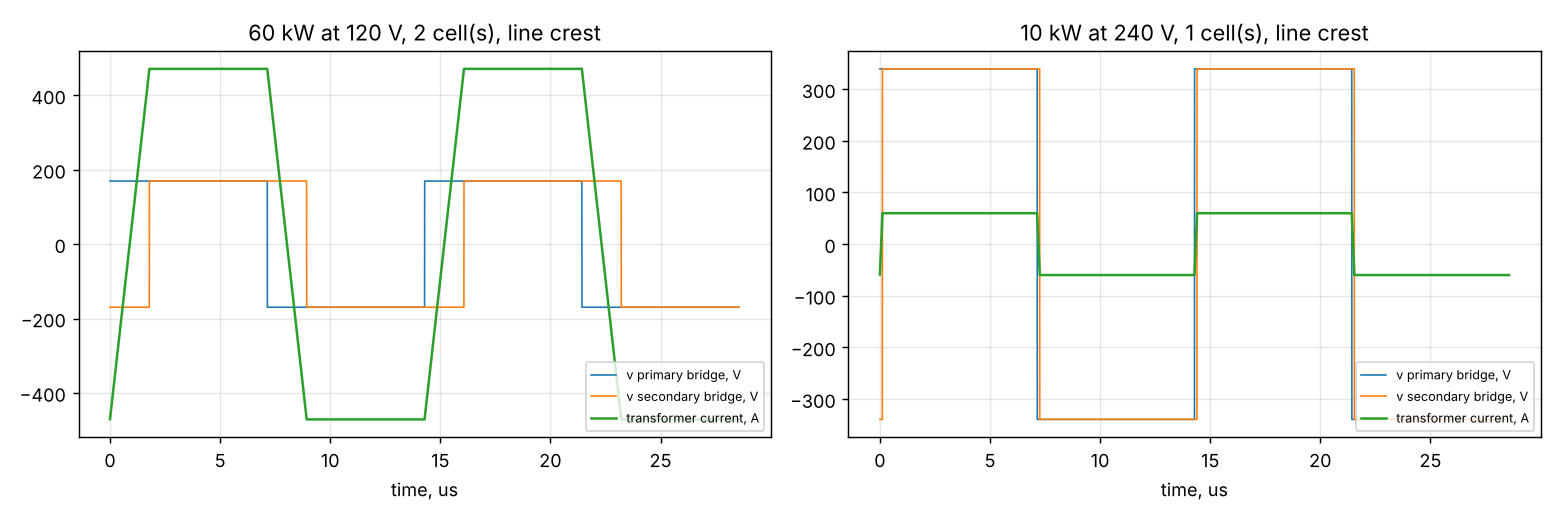 60 kW at 120 V, 2 cell(s), line crest
400
200
0
−200
−400
0 5 10 15 20 25
time, us
v primary bridge, V
v secondary bridge, V
transformer current, A
10 kW at 240 V, 1 cell(s), line crest
300
200
100
0
−100
−200
−300
0 5 10 15 20 25
time, us
v primary bridge, V
v secondary bridge, V
transformer current, A